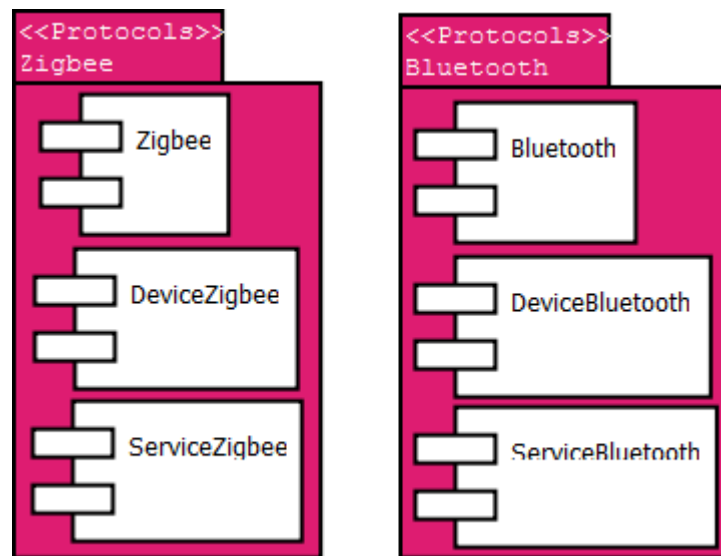 <<Protocols>>
Zigbee
Zigbee
DeviceZigbee
ServiceZigbee
<<Protocols>>
Bluetooth
Bluetooth
DeviceBluetooth
ServiceBluetooth